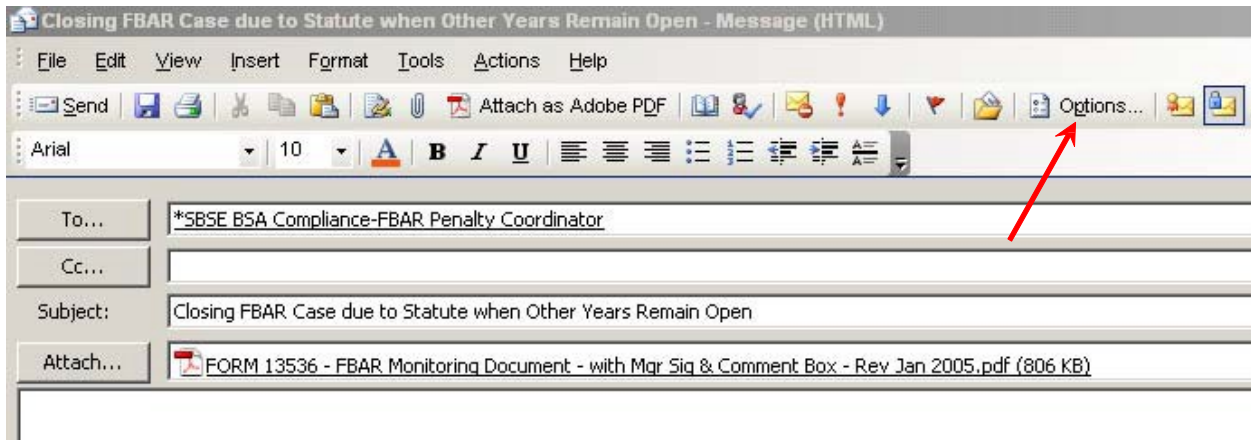 Closing FBAR Case due to Statute when Other Years Remain Open - Message (HTML)
File Edit View Insert Format Tools Actions Help
Send Attach as Adobe PDF Options...
Arial 10 A B I U
To... *SBSE BSA Compliance-FBAR Penalty Coordinator
Cc...
Subject: Closing FBAR Case due to Statute when Other Years Remain Open
Attach... FORM 13536 - FBAR Monitoring Document - with Mgr Sig & Comment Box - Rev Jan 2005.pdf (806 KB)